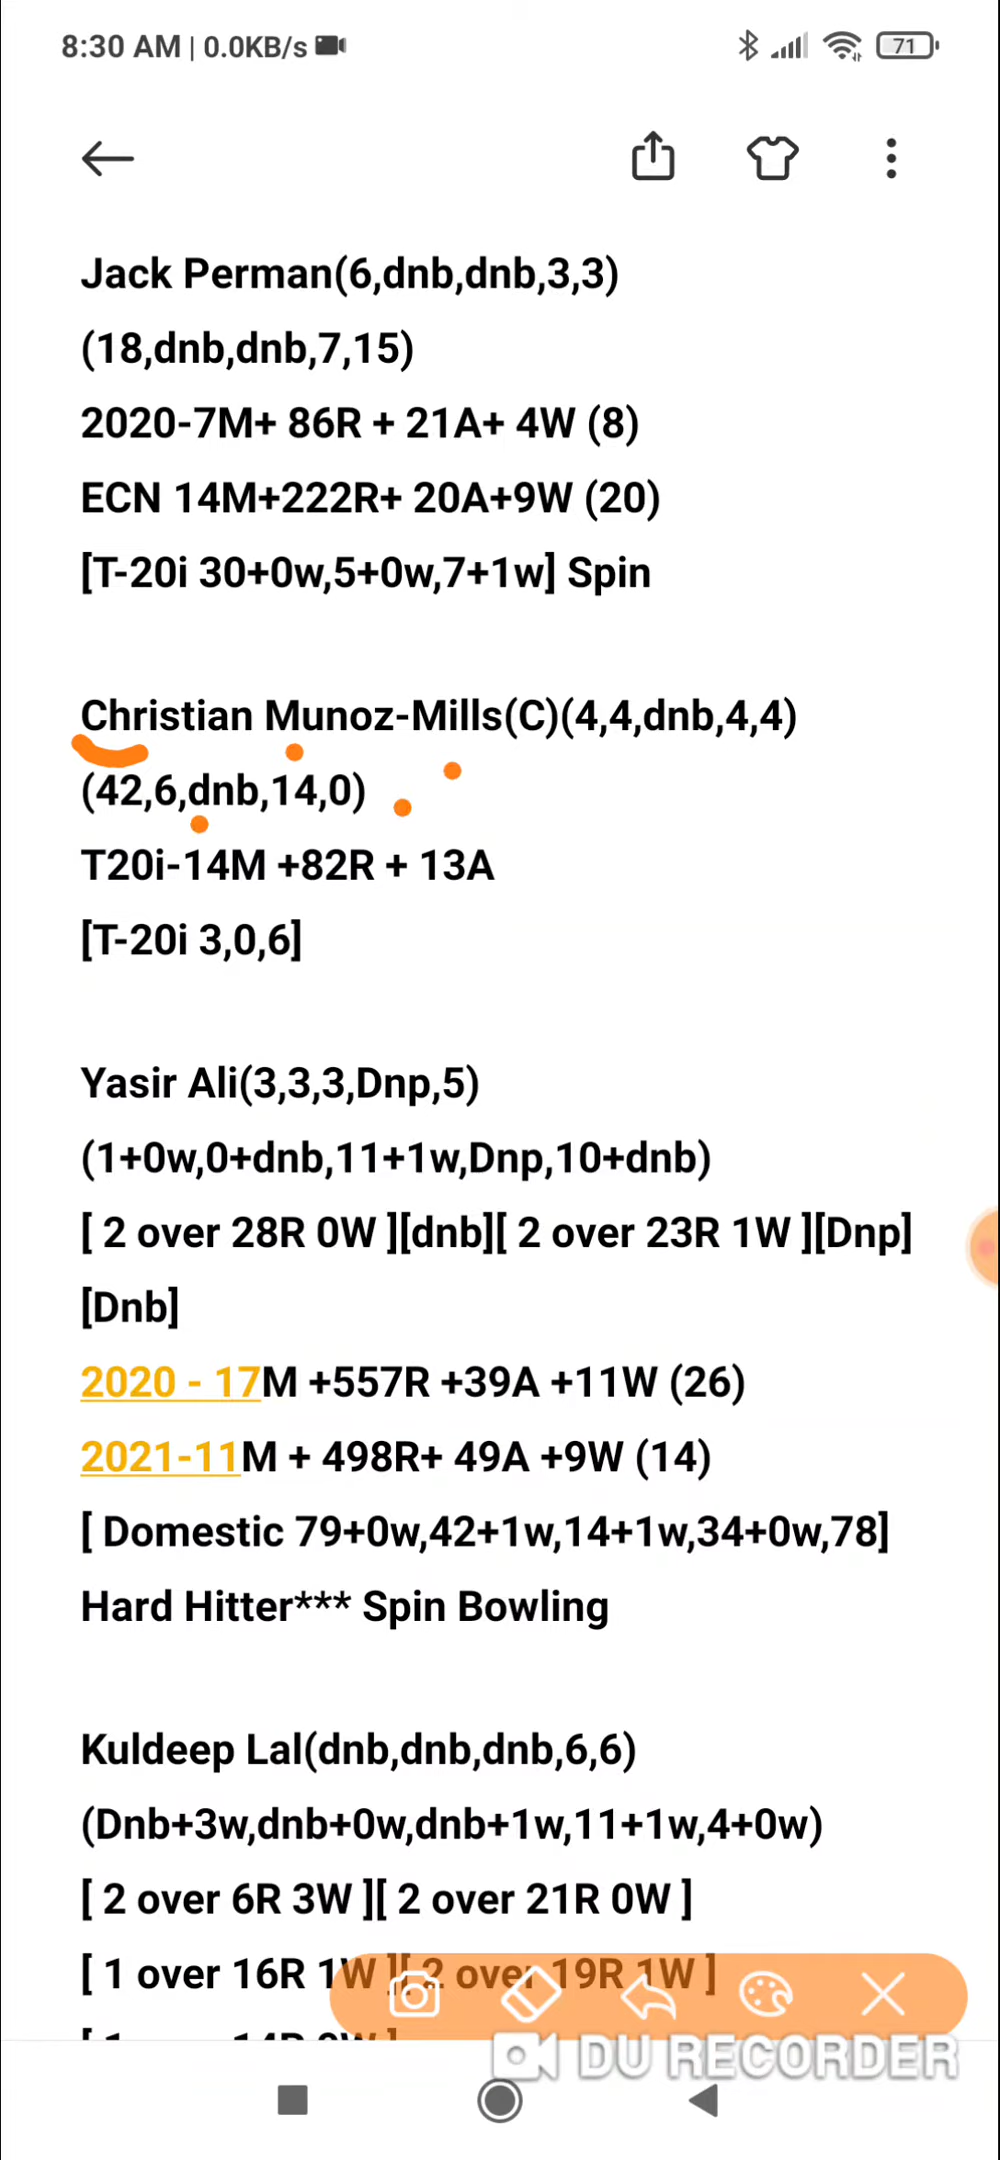 8:30 AM | 0.0KB/s
71
Jack Perman(6,dnb,dnb,3,3)
(18,dnb,dnb,7,15)
2020-7M+ 86R + 21A+ 4W (8)
ECN 14M+222R+ 20A+9W (20)
[T-20i 30+0w,5+0w,7+1w] Spin
Christian Munoz-Mills(C)(4,4,dnb,4,4)
(42,6,dnb,14,0)
T20i-14M +82R + 13A
[T-20i 3,0,6]
Yasir Ali(3,3,3,Dnp,5)
(1+0w,0+dnb,11+1w,Dnp,10+dnb)
[ 2 over 28R 0W ][dnb][ 2 over 23R 1W ][Dnp]
[Dnb]
2020 - 17M +557R +39A +11W (26)
2021-11M + 498R+ 49A +9W (14)
[ Domestic 79+0w,42+1w,14+1w,34+0w,78]
Hard Hitter*** Spin Bowling
Kuldeep Lal(dnb,dnb,dnb,6,6)
(Dnb+3w,dnb+0w,dnb+1w,11+1w,4+0w)
[ 2 over 6R 3W ][ 2 over 21R 0W ]
[ 1 over 16R 1W ][ 2 over 19R 1W ]
DU RECORDER